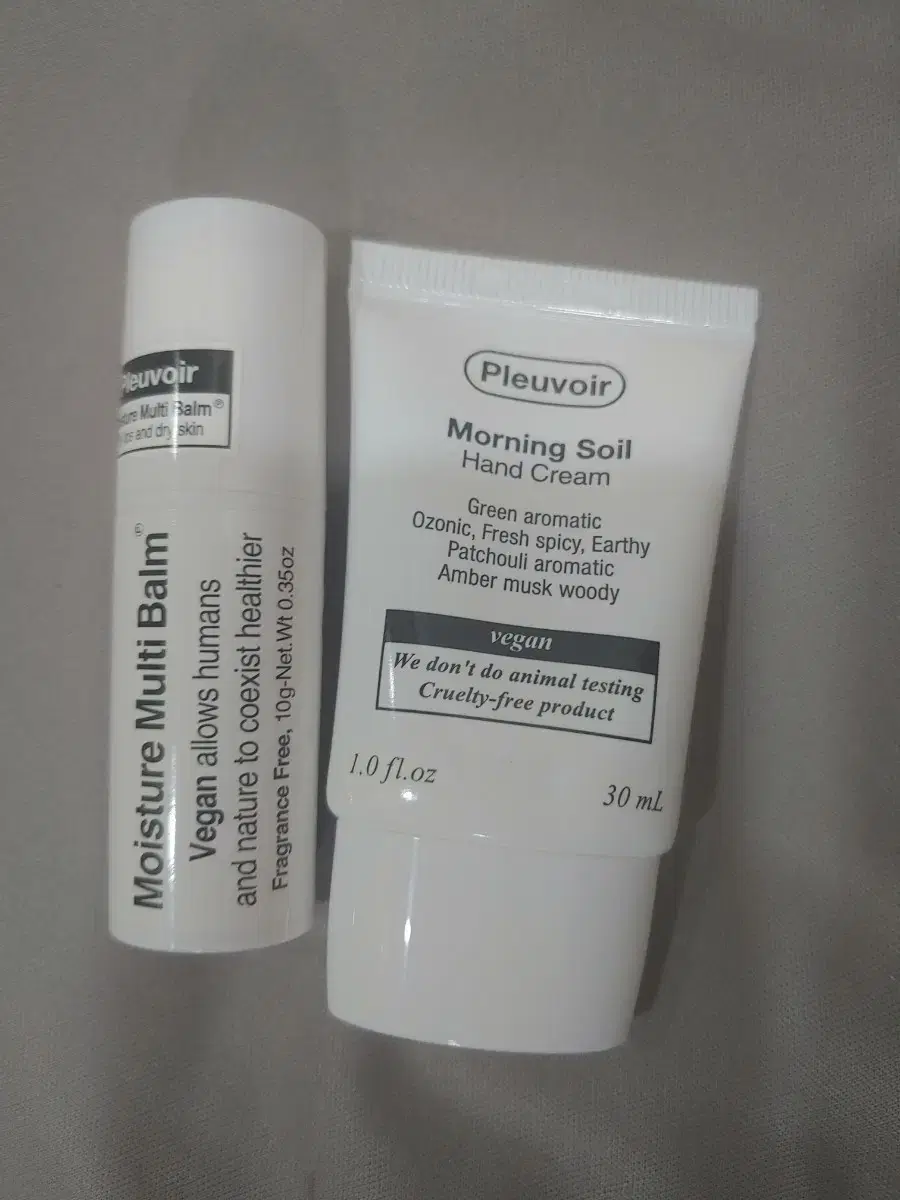 Pleuvoir
Multi Balm®
and dry skin
Moisture Multi Balm®
Vegan allows humans
and nature to coexist healthier
Fragrance Free, 10g-Net.Wt 0.35oz
Pleuvoir
Morning Soil
Hand Cream
Green aromatic
Ozonic, Fresh spicy, Earthy
Patchouli aromatic
Amber musk woody
vegan
We don't do animal testing
Cruelty-free product
1.0 fl.oz
30 mL